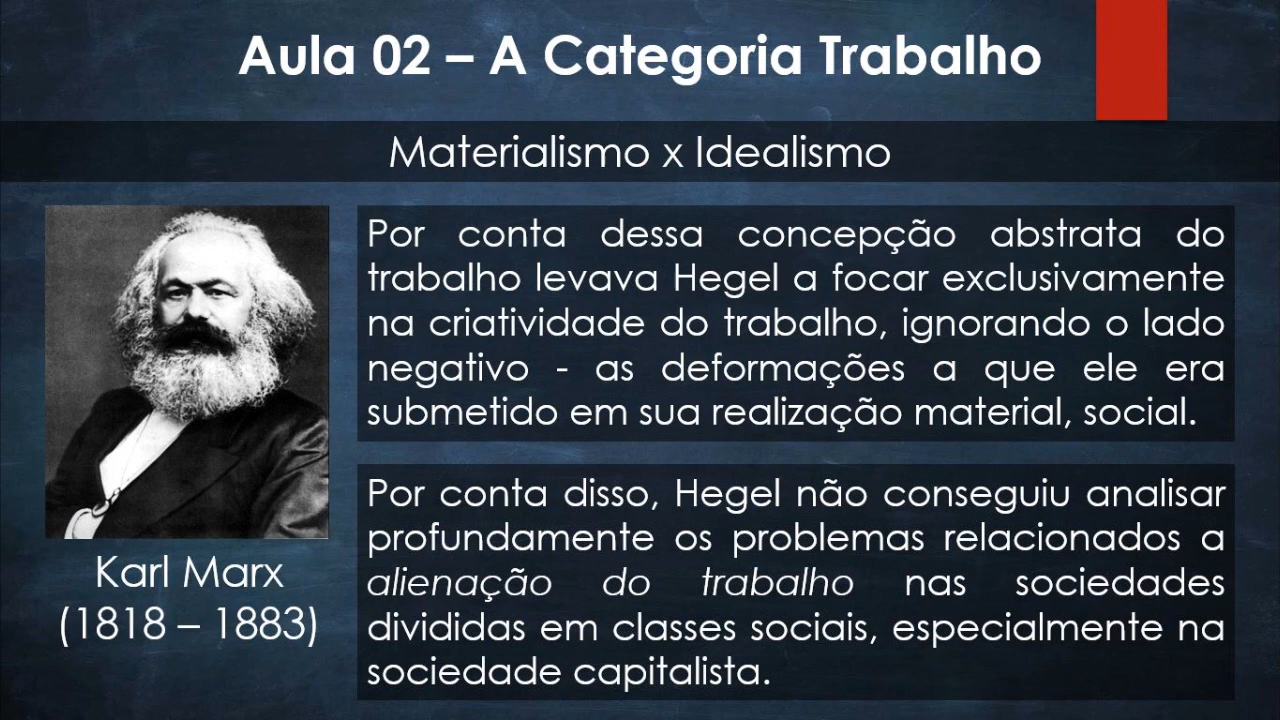 Aula 02 – A Categoria Trabalho
Materialismo x Idealismo
Por conta dessa concepção abstrata do
trabalho levava Hegel a focar exclusivamente
na criatividade do trabalho, ignorando o lado
negativo - as deformações a que ele era
submetido em sua realização material, social.
Por conta disso, Hegel não conseguiu analisar
profundamente os problemas relacionados a
alienação do trabalho nas sociedades
divididas em classes sociais, especialmente na
sociedade capitalista.
Karl Marx
(1818 – 1883)